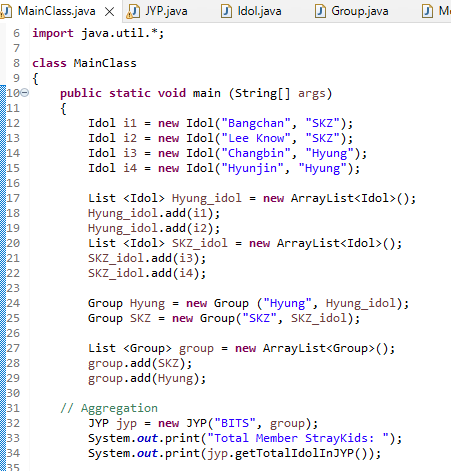 MainClass.java JYP.java Idol.java Group.java
6 import java.util.*;
7
8 class MainClass
9 {
10 public static void main (String[] args)
11 {
12 Idol i1 = new Idol("Bangchan", "SKZ");
13 Idol i2 = new Idol("Lee Know", "SKZ");
14 Idol i3 = new Idol("Changbin", "Hyung");
15 Idol i4 = new Idol("Hyunjin", "Hyung");
16
17 List <Idol> Hyung_idol = new ArrayList<Idol>();
18 Hyung_idol.add(i1);
19 Hyung_idol.add(i2);
20 List <Idol> SKZ_idol = new ArrayList<Idol>();
21 SKZ_idol.add(i3);
22 SKZ_idol.add(i4);
23
24 Group Hyung = new Group ("Hyung", Hyung_idol);
25 Group SKZ = new Group("SKZ", SKZ_idol);
26
27 List <Group> group = new ArrayList<Group>();
28 group.add(SKZ);
29 group.add(Hyung);
30
31 // Aggregation
32 JYP jyp = new JYP("BITS", group);
33 System.out.print("Total Member StrayKids: ");
34 System.out.print(jyp.getTotalIdolInJYP());
35